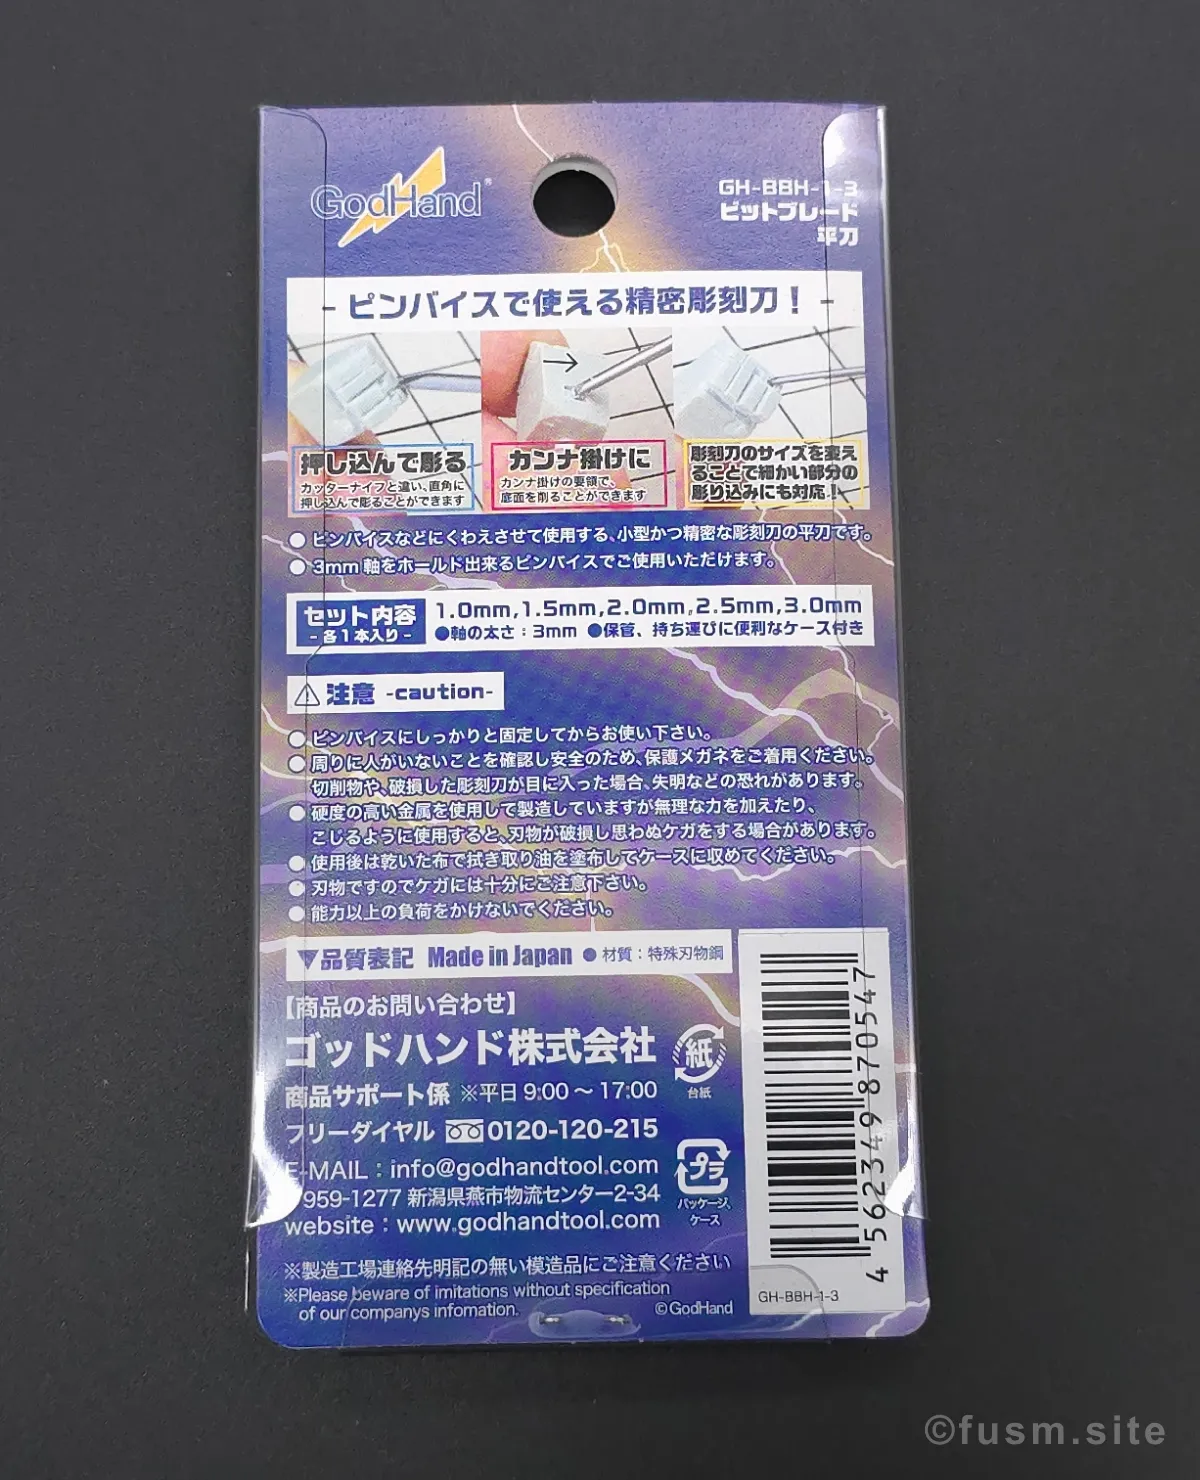 GodHand
GH-BBH-1-3
ビットブレード
平刀
- ピンバイスで使える精密彫刻刀！ -
押し込んで彫る
カッターナイフと違い、直角に
押し込んで彫ることができます
カンナ掛けに
カンナ掛けの要領で、
底面を削ることができます
彫刻刀のサイズを変え
ることで細かい部分の
彫り込みにも対応！
●ピンバイスなどにくわえさせて使用する、小型かつ精密な彫刻刀の平刀です。
●3mm 軸をホールド出来るピンバイスでご使用いただけます。
セット内容
- 各1本入り -
1.0mm,1.5mm,2.0mm,2.5mm,3.0mm
●軸の太さ：3mm ●保管、持ち運びに便利なケース付き
注意 -caution-
●ピンバイスにしっかりと固定してからお使い下さい。
●周りに人がいないことを確認し安全のため、保護メガネをご着用ください。
切削物や、破損した彫刻刀が目に入った場合、失明などの恐れがあります。
●硬度の高い金属を使用して製造していますが無理な力を加えたり、
こじるように使用すると、刃物が破損し思わぬケガをする場合があります。
●使用後は乾いた布で拭き取り油を塗布してケースに収めてください。
●刃物ですのでケガには十分にご注意下さい。
●能力以上の負荷をかけないでください。
▼品質表記 Made in Japan ●材質：特殊刃物鋼
【商品のお問い合わせ】
ゴッドハンド株式会社
商品サポート係 ※平日 9:00～17:00
フリーダイヤル 0120-120-215
E-MAIL：info@godhandtool.com
959-1277 新潟県燕市物流センター2-34
website：www.godhandtool.com
紙
台紙
プラ
パッケージ、
ケース
※製造工場連絡先明記の無い模造品にご注意ください
※Please beware of imitations without specification
of our companys infomation.
©GodHand
4 562349 870547
GH-BBH-1-3
©fusm.site